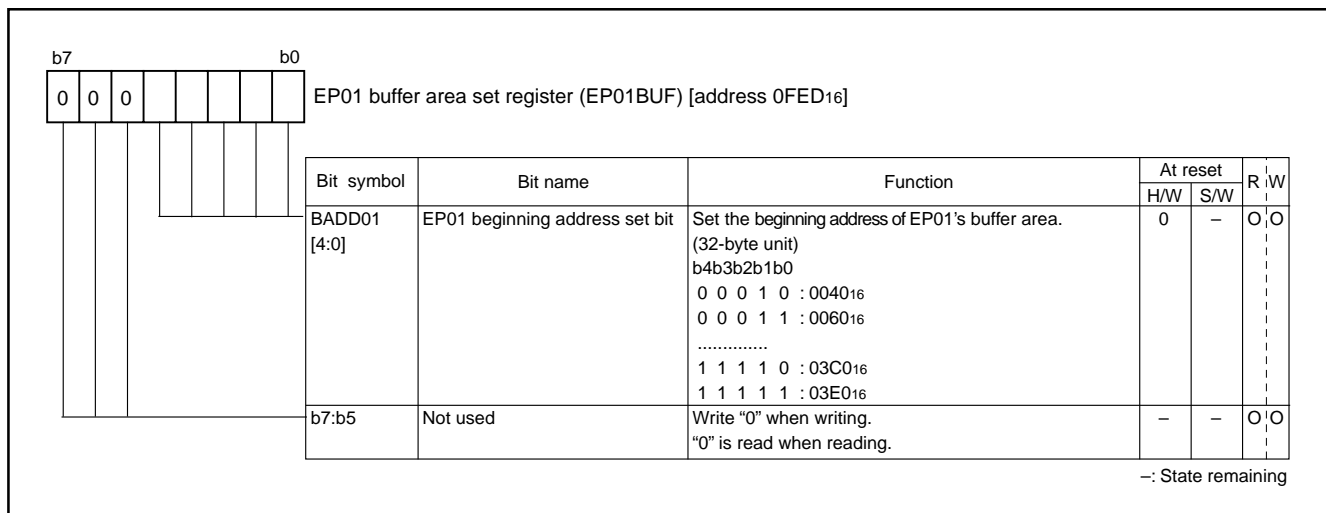 b7 b0
0 0 0 EP01 buffer area set register (EP01BUF) [address 0FED16]
Bit symbol Bit name Function At reset R W
H/W S/W
BADD01 EP01 beginning address set bit Set the beginning address of EP01's buffer area. 0 – O O
[4:0] (32-byte unit)
b4b3b2b1b0
0 0 0 1 0 : 004016
0 0 0 1 1 : 006016
..............
1 1 1 1 0 : 03C016
1 1 1 1 1 : 03E016
b7:b5 Not used Write “0” when writing. – – O O
“0” is read when reading.
–: State remaining